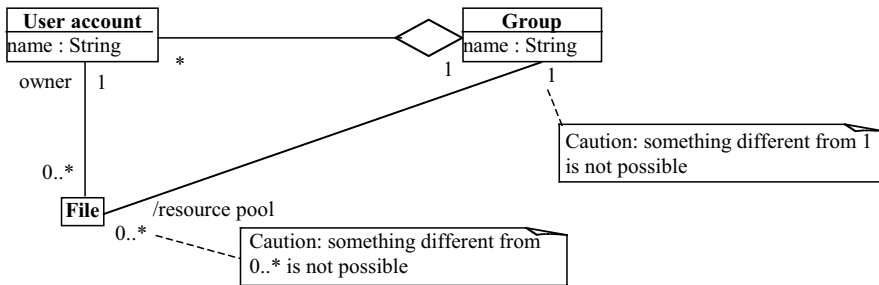 User account
name : String
*
1
Group
name : String
owner
1
1
Caution: something different from 1
is not possible
0..*
File
/resource pool
0..*
Caution: something different from
0..* is not possible